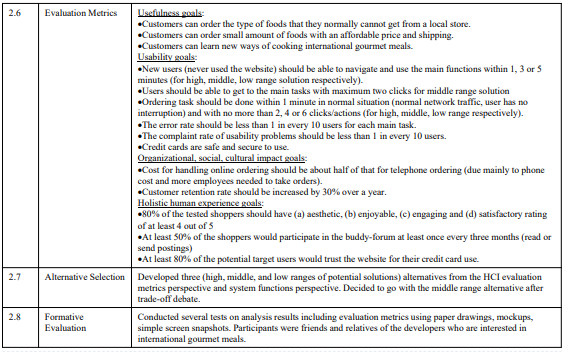 2.6 Evaluation Metrics Usefulness goals:
•Customers can order the type of foods that they normally cannot get from a local store.
•Customers can order small amount of foods with an affordable price and shipping.
•Customers can learn new ways of cooking international gourmet meals.
Usability goals:
•New users (never used the website) should be able to navigate and use the main functions within 1, 3 or 5
minutes (for high, middle, low range solution respectively).
•Users should be able to get to the main tasks with maximum two clicks for middle range solution
•Ordering task should be done within 1 minute in normal situation (normal network traffic, user has no
interruption) and with no more than 2, 4 or 6 clicks/actions (for high, middle, low range respectively).
•The error rate should be less than 1 in every 10 users for each main task.
•The complaint rate of usability problems should be less than 1 in every 10 users.
•Credit cards are safe and secure to use.
Organizational, social, cultural impact goals:
•Cost for handling online ordering should be about half of that for telephone ordering (due mainly to phone
cost and more employees needed to take orders).
•Customer retention rate should be increased by 30% over a year.
Holistic human experience goals:
•80% of the tested shoppers should have (a) aesthetic, (b) enjoyable, (c) engaging and (d) satisfactory rating
of at least 4 out of 5
•At least 50% of the shoppers would participate in the buddy-forum at least once every three months (read or
send postings)
•At least 80% of the potential target users would trust the website for their credit card use.
2.7 Alternative Selection Developed three (high, middle, and low ranges of potential solutions) alternatives from the HCI evaluation
metrics perspective and system functions perspective. Decided to go with the middle range alternative after
trade-off debate.
2.8 Formative Conducted several tests on analysis results including evaluation metrics using paper drawings, mockups,
Evaluation simple screen snapshots. Participants were friends and relatives of the developers who are interested in
international gourmet meals.